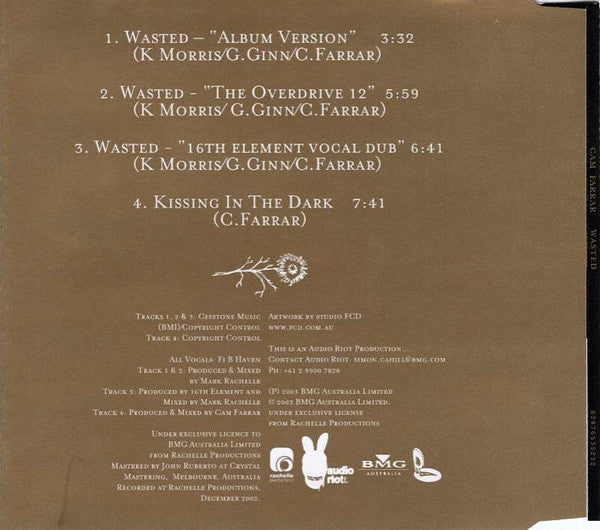 1. Wasted – "Album Version" 3:32
(K Morris/G.Ginn/C.Farrar)
2. Wasted - "The Overdrive 12" 5:59
(K Morris/ G.Ginn/C.Farrar)
3. Wasted - "16th element vocal dub" 6:41
(K Morris/G.Ginn/C.Farrar)
4. Kissing In The Dark 7:41
(C.Farrar)
Tracks 1, 2 & 3: Cesstone Music
(BMI)/Copyright Control
Track 4: Copyright Control
All Vocals: Fi B Haven
Track 1 & 2: Produced & Mixed
by Mark Rachelle
Track 3: Produced by 16th Element and
Mixed by Mark Rachelle
Track 4: Produced & Mixed by Cam Farrar
Under exclusive licence to
BMG Australia Limited
from Rachelle Productions
Mastered by John Ruberto at Crystal
Mastering, Melbourne, Australia
Recorded at Rachelle Productions,
December 2002.
Artwork by studio FCD
www.fcd.com.au
This is an Audio Riot Production...
Contact Audio Riot: simon.cahill@bmg.com
Ph: +61 2 9900 7828
(P) 2003 BMG Australia Limited
© 2003 BMG Australia Limited.
under exclusive license
from Rachelle Productions
rachelle
audio
riot
BMG
AUSTRALIA
CAM FARRAR WASTED